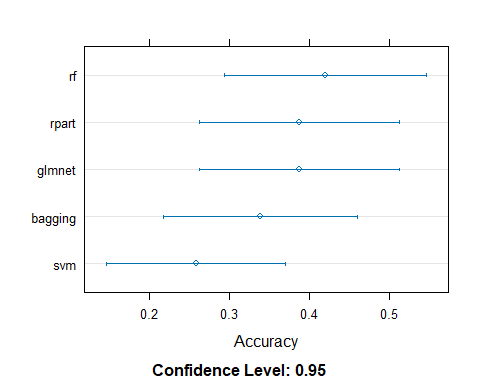 rf
rpart
glmnet
bagging
svm
0.2 0.3 0.4 0.5
Accuracy
Confidence Level: 0.95